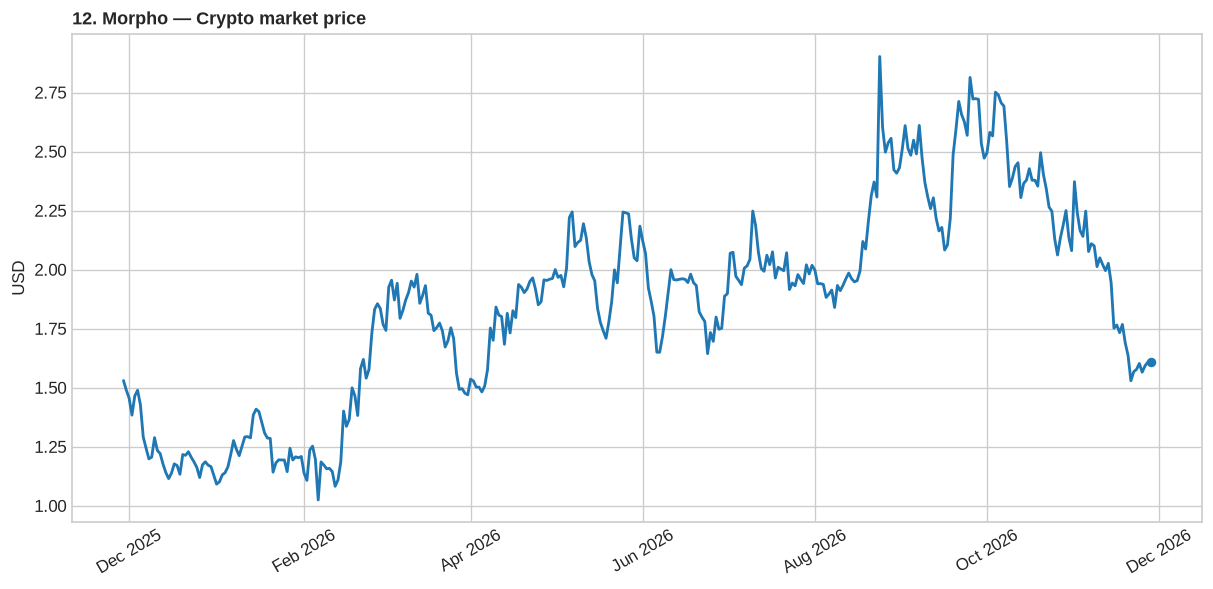 12. Morpho — Crypto market price
USD
2.75
2.50
2.25
2.00
1.75
1.50
1.25
1.00
Dec 2025
Feb 2026
Apr 2026
Jun 2026
Aug 2026
Oct 2026
Dec 2026